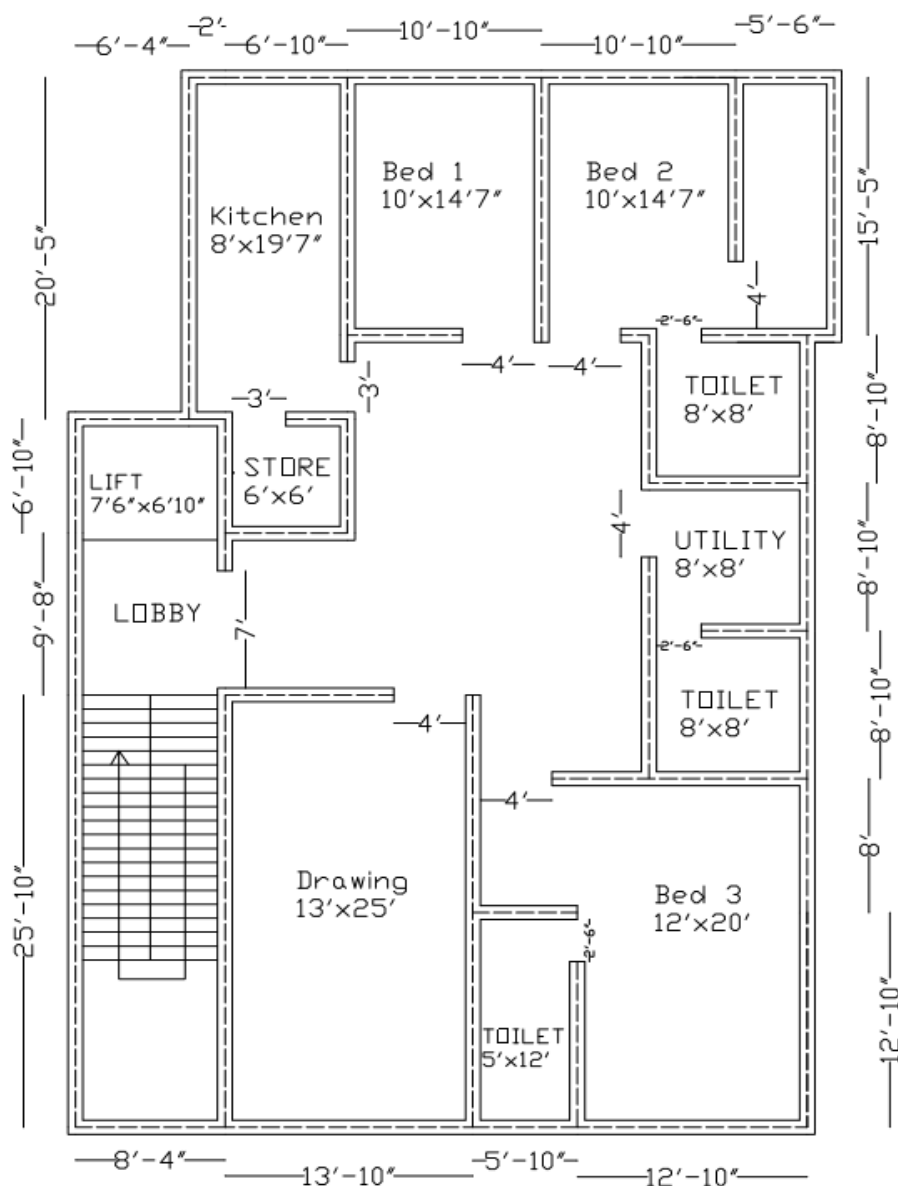 2'-
5'-6"
6'-4"
6'-10"
10'-10"
10'-10"
Bed 1
10'x14'7"
Bed 2
10'x14'7"
Kitchen
8'x19'7"
15'-5"
20'-5"
4'
2'-6"
4'
4'
3'
3'
TOILET
8'x8'
8'-10"
6'-10"
LIFT
7'6"x6'10"
STORE
6'x6'
4'
UTILITY
8'x8'
8'-10"
9'-8"
LOBBY
7'
2'-6"
TOILET
8'x8'
8'-10"
4'
4'
8'
25'-10"
Drawing
13'x25'
Bed 3
12'x20'
2'-6"
TOILET
5'x12'
12'-10"
8'-4"
13'-10"
5'-10"
12'-10"